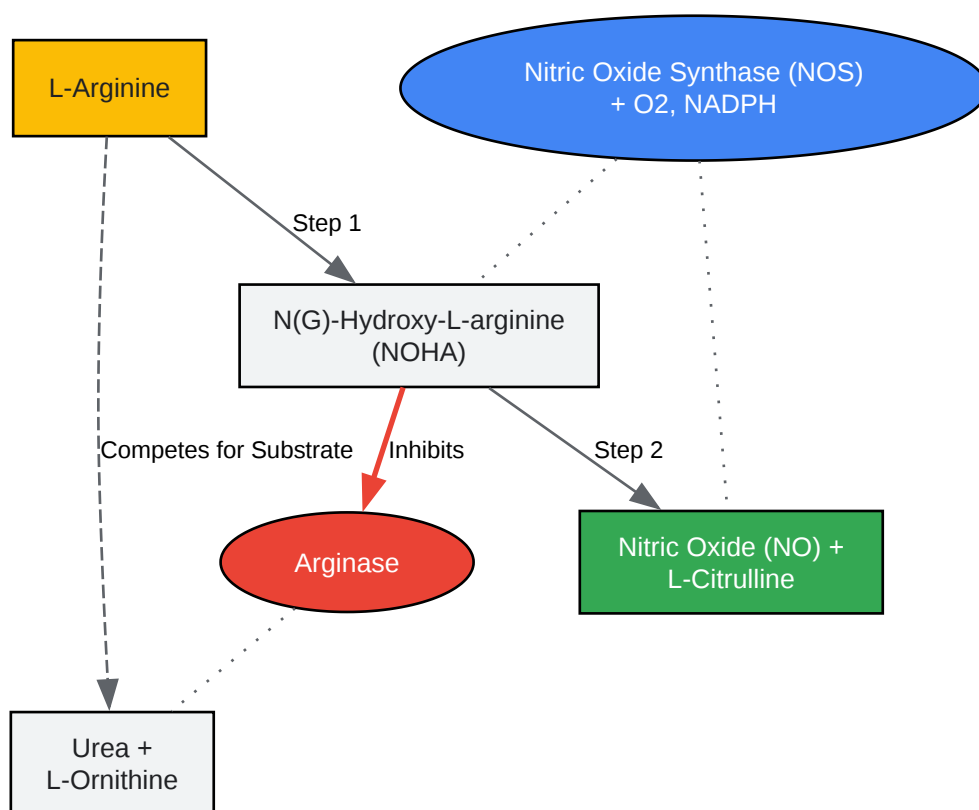 L-Arginine
Nitric Oxide Synthase (NOS)
+ O2, NADPH
Step 1
N(G)-Hydroxy-L-arginine
(NOHA)
Competes for Substrate
Inhibits
Step 2
Arginase
Nitric Oxide (NO) +
L-Citrulline
Urea +
L-Ornithine